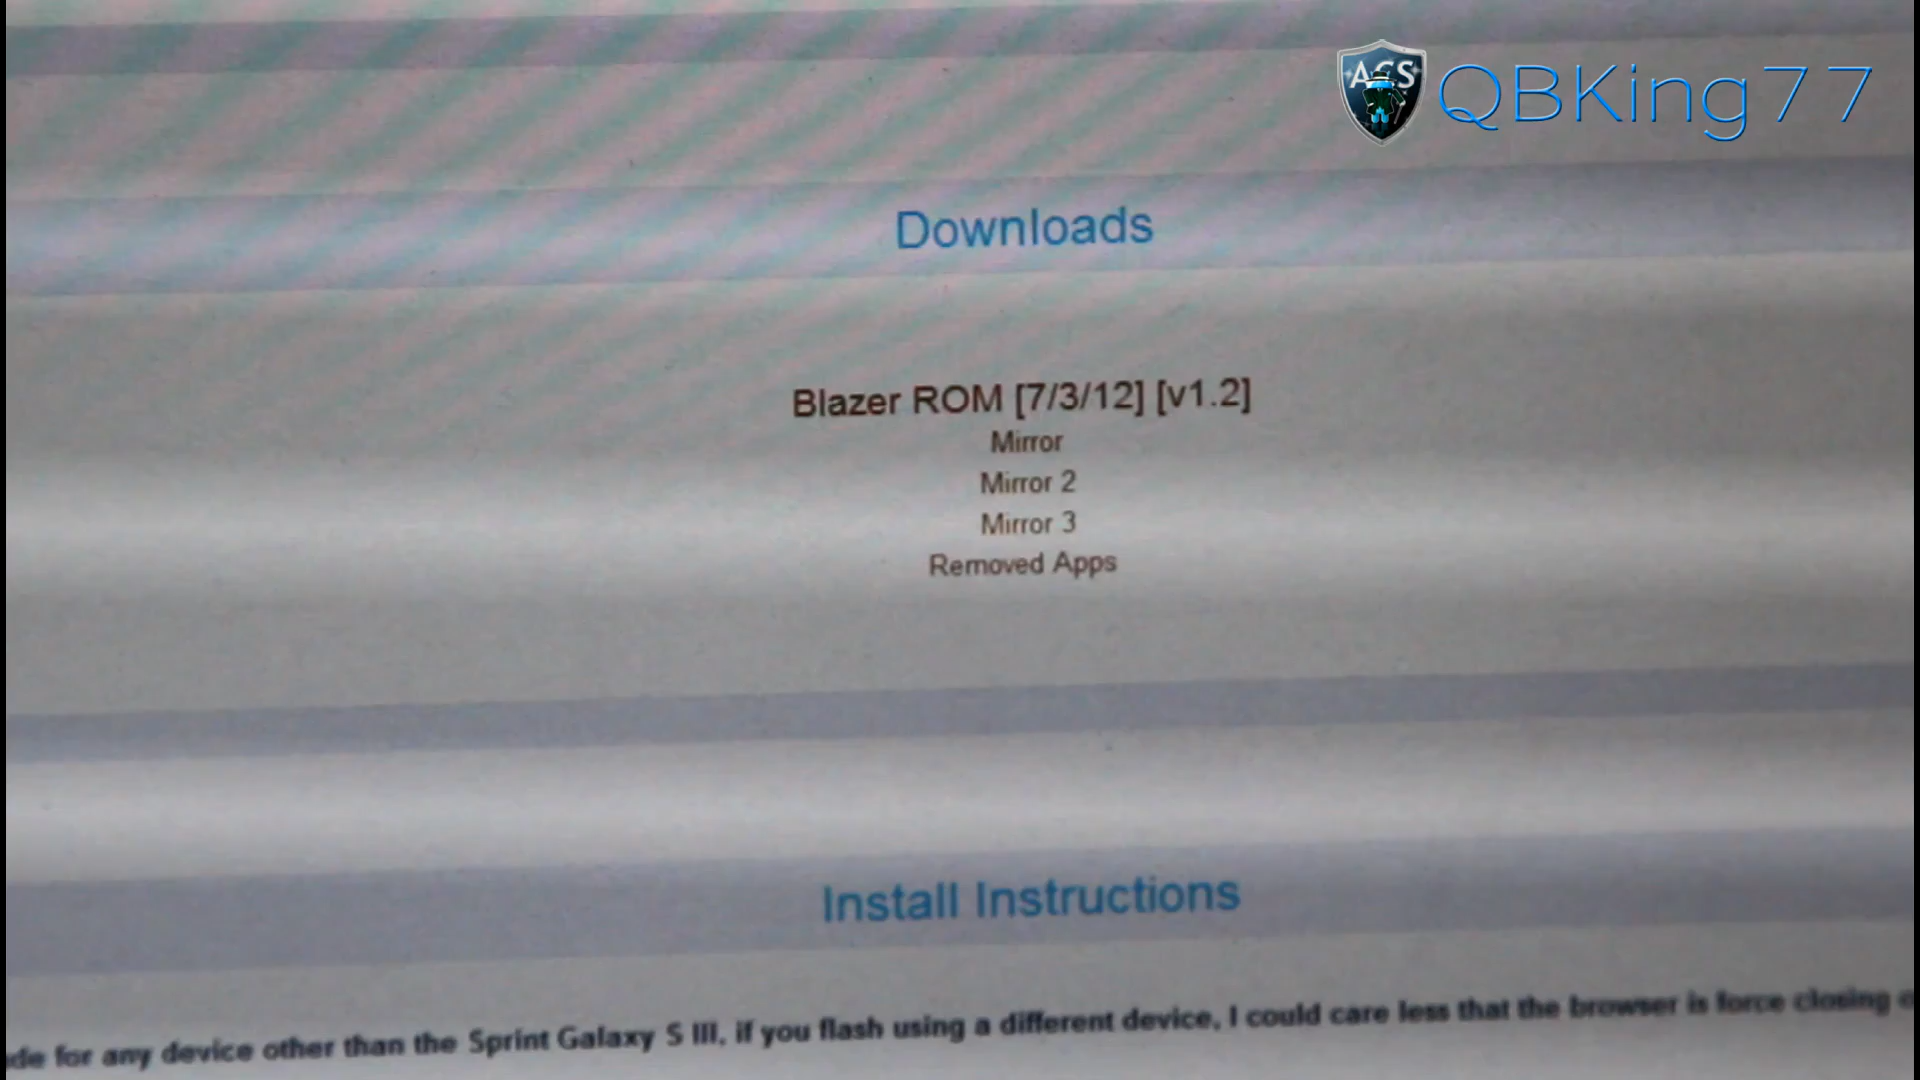 ACS
QBKing77
Downloads
Blazer ROM [7/3/12] [v1.2]
Mirror
Mirror 2
Mirror 3
Removed Apps
Install Instructions
for any device other than the Sprint Galaxy S III, if you flash using a different device, I could care less that the browser is force closing